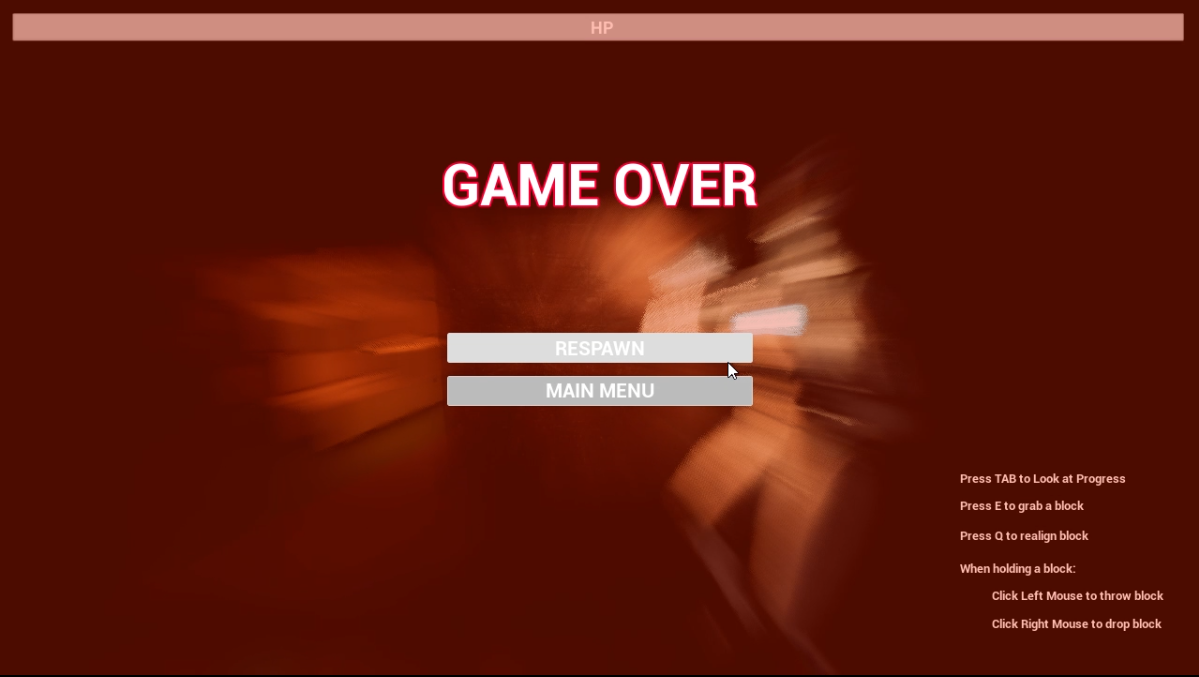 HP
GAME OVER
RESPAWN
MAIN MENU
Press TAB to Look at Progress
Press E to grab a block
Press Q to realign block
When holding a block:
Click Left Mouse to throw block
Click Right Mouse to drop block